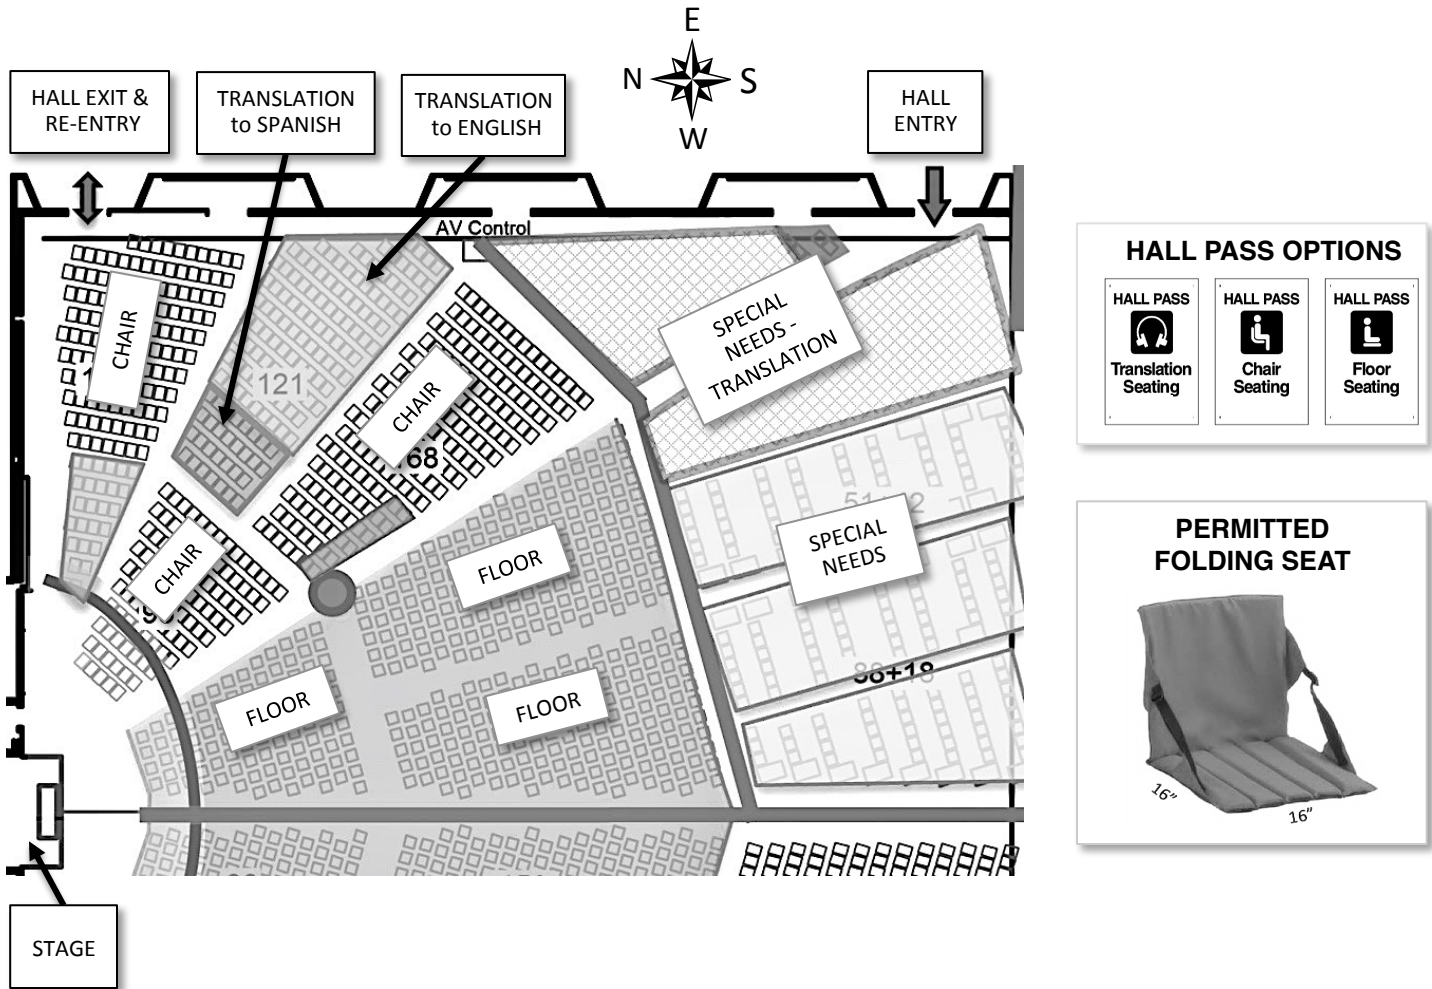 E
N
S
W
HALL EXIT &
RE-ENTRY
TRANSLATION
to SPANISH
TRANSLATION
to ENGLISH
HALL
ENTRY
AV Control
CHAIR
121
CHAIR
68
CHAIR
SPECIAL
NEEDS -
TRANSLATION
SPECIAL
NEEDS
FLOOR
FLOOR
FLOOR
38+18
STAGE
HALL PASS OPTIONS
HALL PASS
Translation
Seating
HALL PASS
Chair
Seating
HALL PASS
Floor
Seating
PERMITTED
FOLDING SEAT
16”
16”